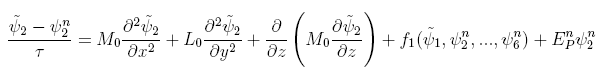 \frac{\tilde{\psi}_2 - \psi_2^n}{\tau} = M_0 \frac{\partial^2 \tilde{\psi}_2}{\partial x^2} + L_0 \frac{\partial^2 \tilde{\psi}_2}{\partial y^2} + \frac{\partial}{\partial z} \left( M_0 \frac{\partial \tilde{\psi}_2}{\partial z} \right) + f_1(\tilde{\psi}_1, \psi_2^n, ..., \psi_6^n) + E_P^n \psi_2^n